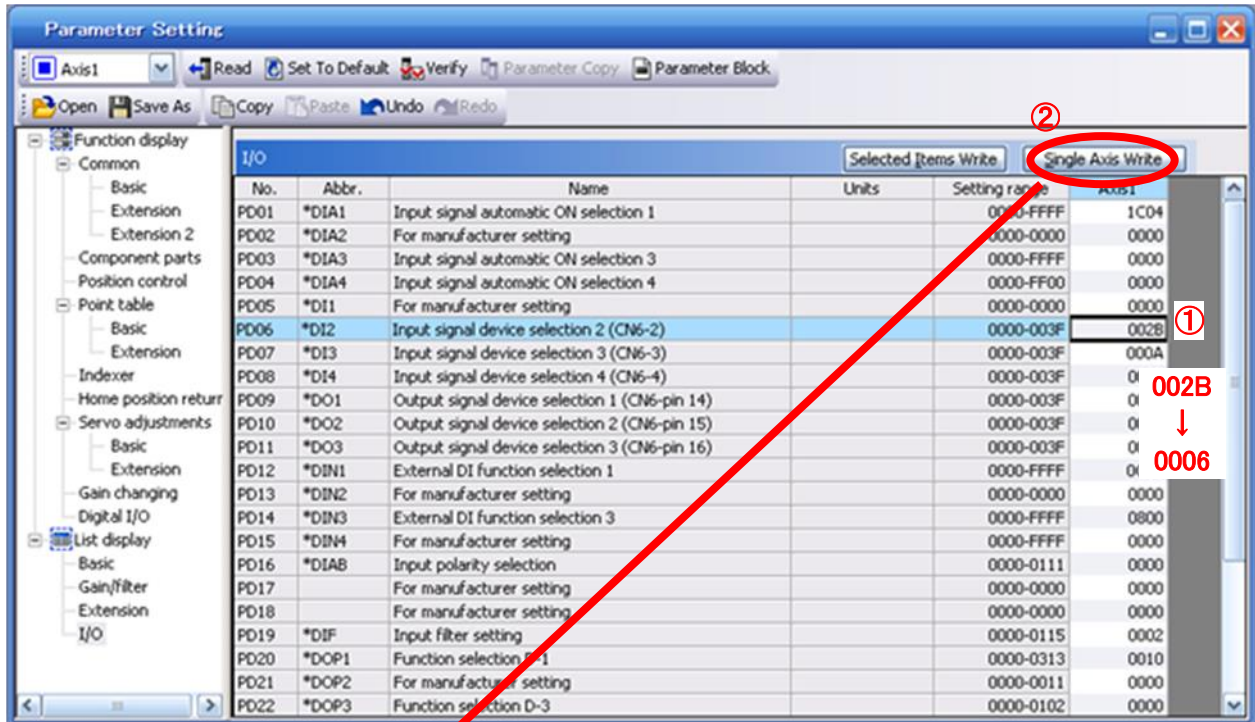 Parameter Setting
Axis1 Read Set To Default Verify Parameter Copy Parameter Block
Open Save As Copy Paste Undo Redo
②
Function display
Common
Basic
Extension
Extension 2
Component parts
Position control
Point table
Basic
Extension
Indexer
Home position returr
Servo adjustments
Basic
Extension
Gain changing
Digital I/O
List display
Basic
Gain/filter
Extension
I/O
I/O Selected Items Write Single Axis Write
No. Abbr. Name Units Setting range Axis1
PD01 *DIA1 Input signal automatic ON selection 1 0000-FFFF 1C04
PD02 *DIA2 For manufacturer setting 0000-0000 0000
PD03 *DIA3 Input signal automatic ON selection 3 0000-FFFF 0000
PD04 *DIA4 Input signal automatic ON selection 4 0000-FF00 0000
PD05 *DI1 For manufacturer setting 0000-0000 0000
PD06 *DI2 Input signal device selection 2 (CN6-2) 0000-003F 002B ①
PD07 *DI3 Input signal device selection 3 (CN6-3) 0000-003F 000A
PD08 *DI4 Input signal device selection 4 (CN6-4) 0000-003F
PD09 *DO1 Output signal device selection 1 (CN6-pin 14) 0000-003F
PD10 *DO2 Output signal device selection 2 (CN6-pin 15) 0000-003F
PD11 *DO3 Output signal device selection 3 (CN6-pin 16) 0000-003F
PD12 *DIN1 External DI function selection 1 0000-FFFF
PD13 *DIN2 For manufacturer setting 0000-0000 0000
PD14 *DIN3 External DI function selection 3 0000-FFFF 0800
PD15 *DIN4 For manufacturer setting 0000-FFFF 0000
PD16 *DIAB Input polarity selection 0000-0111 0000
PD17 For manufacturer setting 0000-0000 0000
PD18 For manufacturer setting 0000-0000 0000
PD19 *DIF Input filter setting 0000-0115 0002
PD20 *DOP1 Function selection D-1 0000-0313 0010
PD21 *DOP2 For manufacturer setting 0000-0011 0000
PD22 *DOP3 Function selection D-3 0000-0102 0000
002B
↓
0006